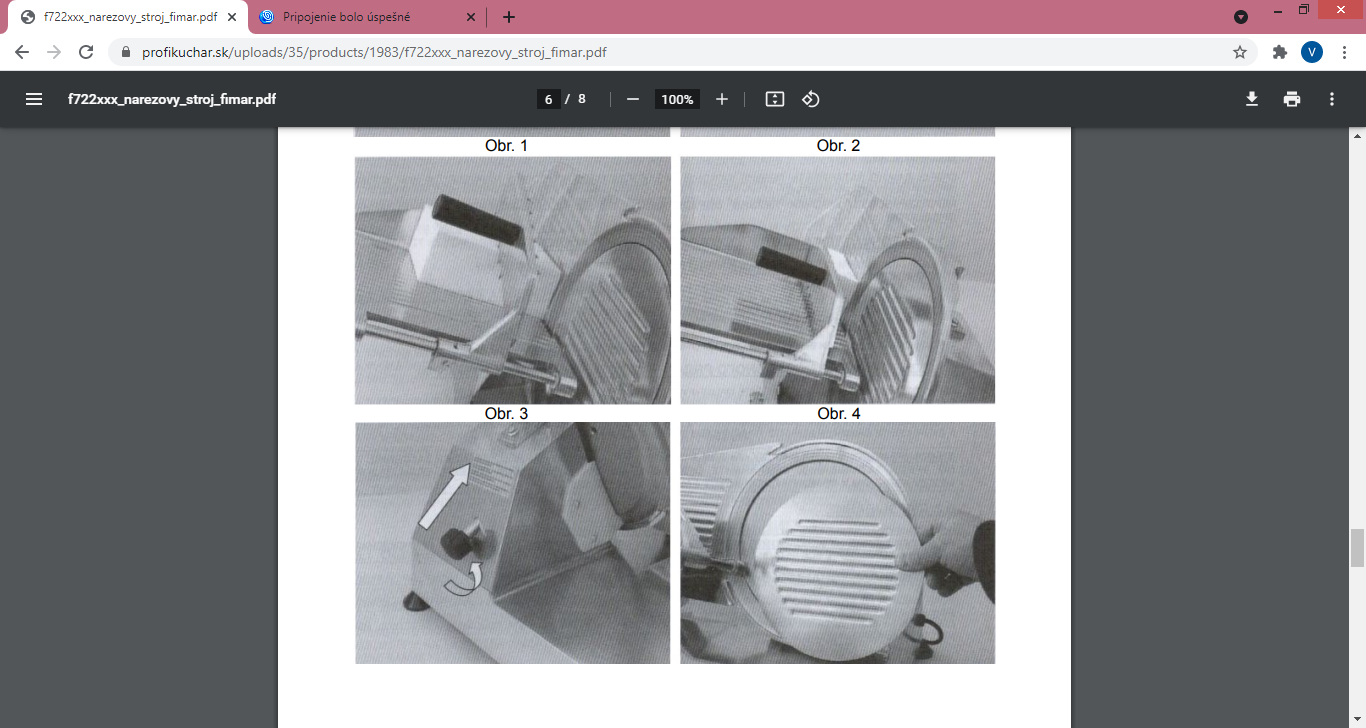 f722xxx_narezovy_stroj_fimar.pdf
Pripojenie bolo úspešné
profikuchar.sk/uploads/35/products/1983/f722xxx_narezovy_stroj_fimar.pdf
V
f722xxx_narezovy_stroj_fimar.pdf
6 / 8
100%
Obr. 1
Obr. 2
Obr. 3
Obr. 4